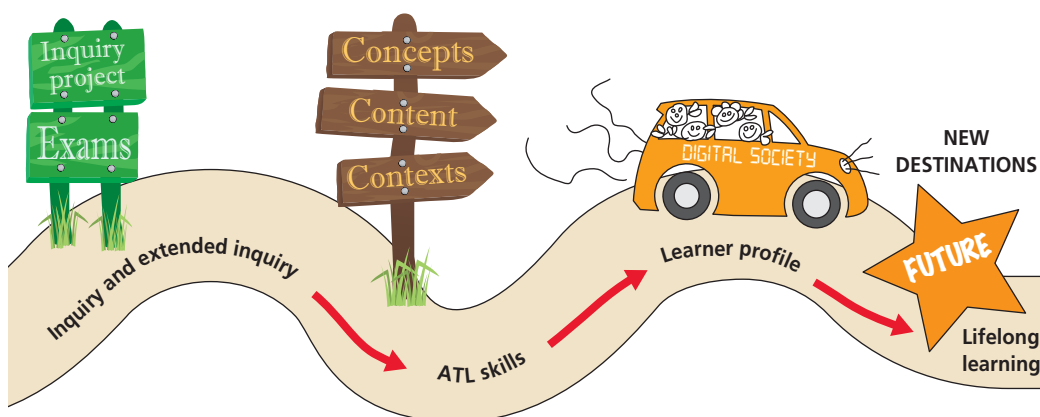 Inquiry
project
Exams
Concepts
Content
Contexts
DIGITAL SOCIETY
NEW
DESTINATIONS
FUTURE
Inquiry and extended inquiry
ATL skills
Learner profile
Lifelong
learning